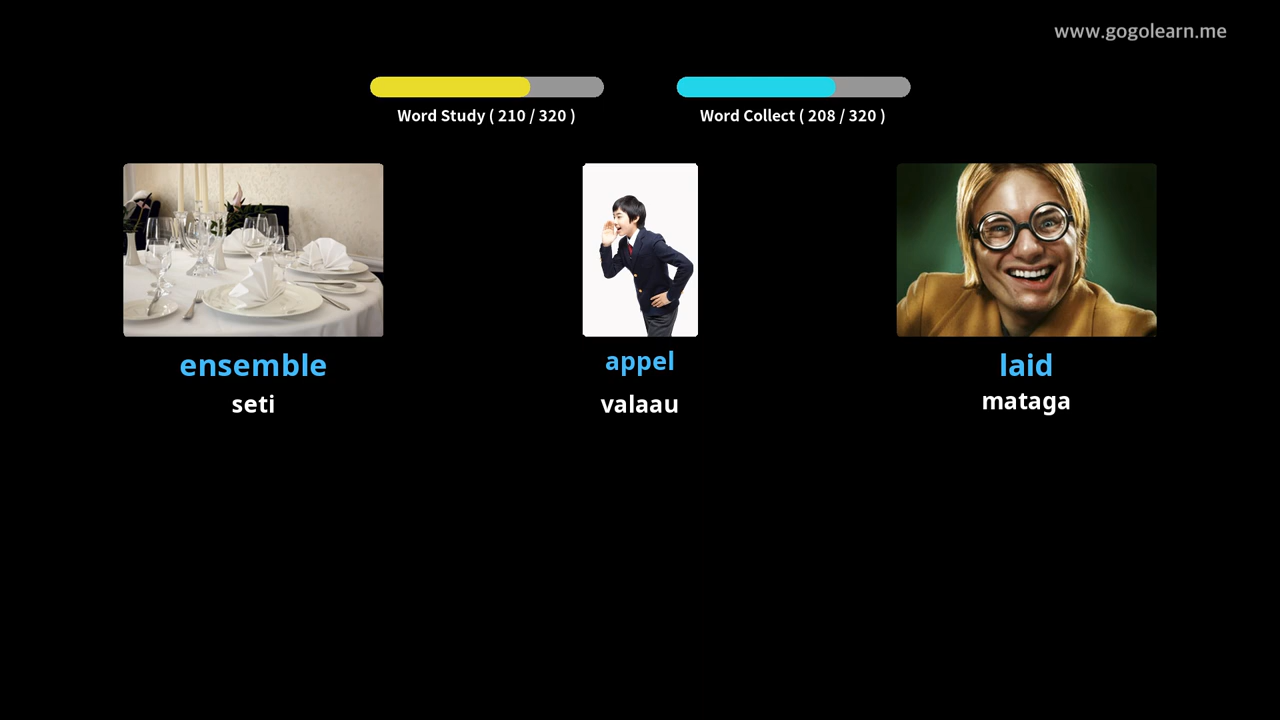 www.gogolearn.me
Word Study ( 210 / 320 )
Word Collect ( 208 / 320 )
ensemble
appel
laid
seti
valaau
mataga